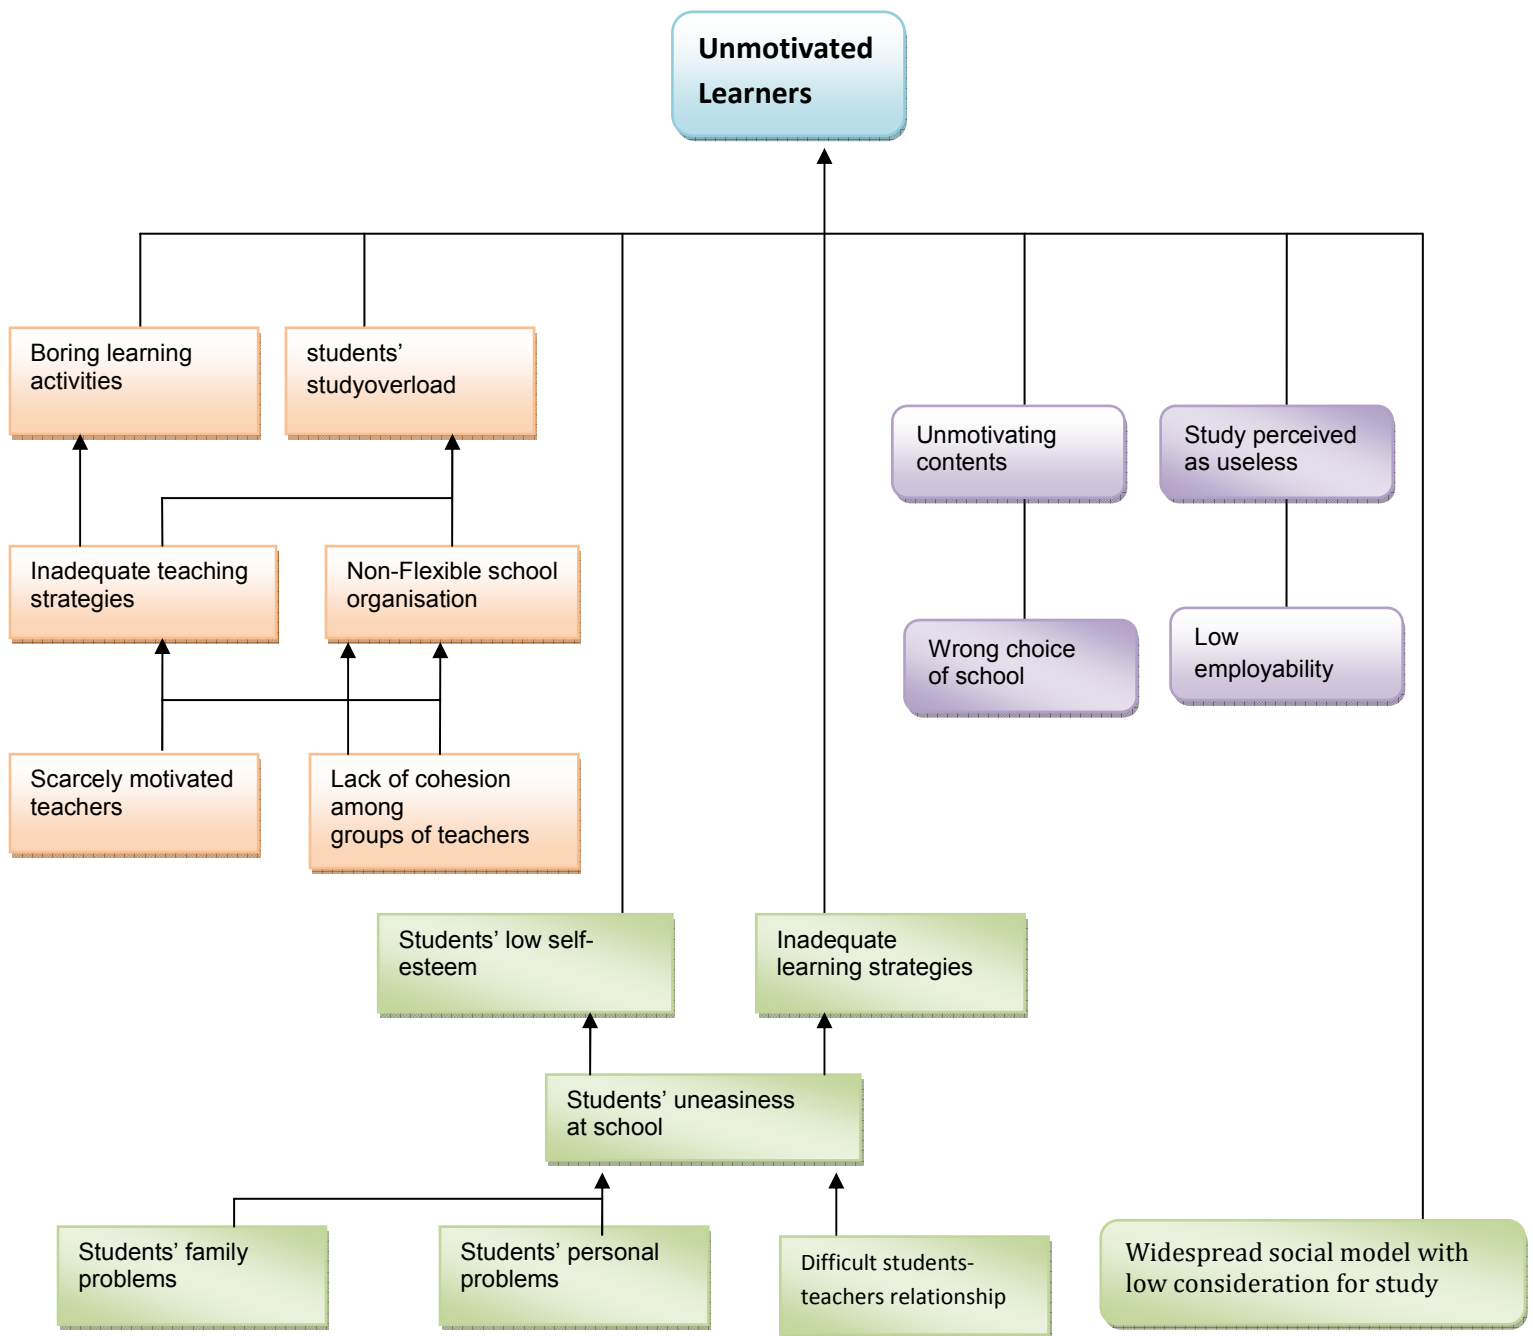 Unmotivated
Learners
Boring learning
activities
students’
studyoverload
Unmotivating
contents
Study perceived
as useless
Inadequate teaching
strategies
Non-Flexible school
organisation
Wrong choice
of school
Low
employability
Scarcely motivated
teachers
Lack of cohesion
among
groups of teachers
Students’ low self-
esteem
Inadequate
learning strategies
Students’ uneasiness
at school
Students’ family
problems
Students’ personal
problems
Difficult students-
teachers relationship
Widespread social model with
low consideration for study